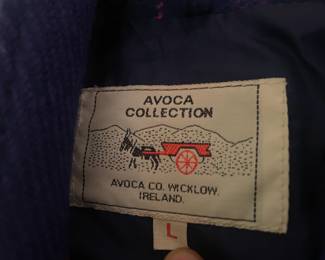 AVOCA
COLLECTION
AVOCA CO. WICKLOW.
IRELAND.
L